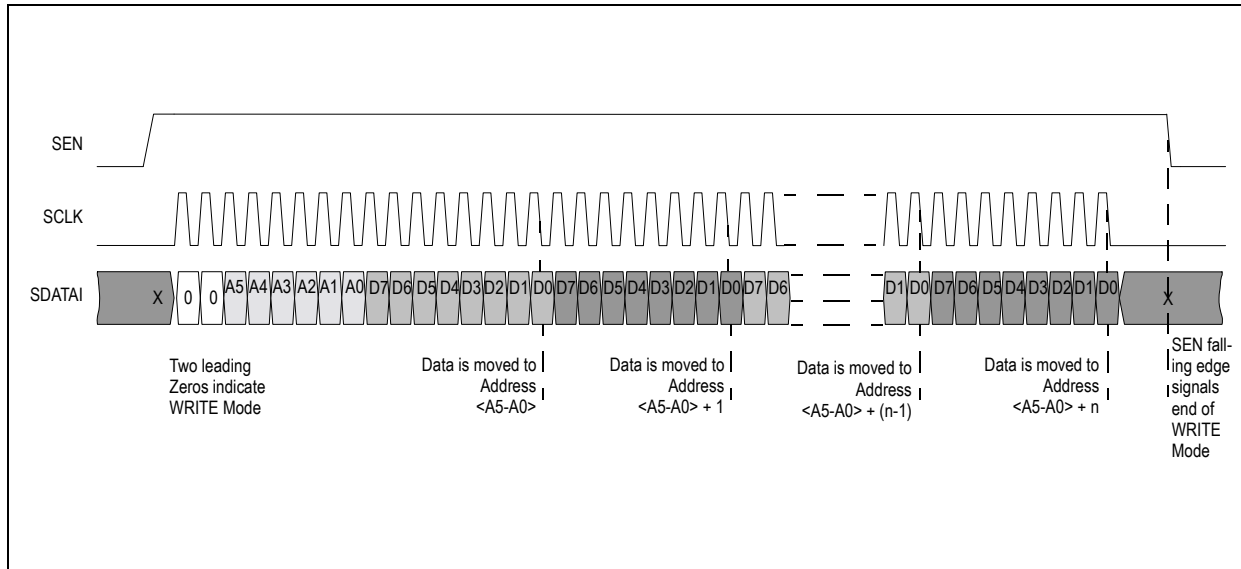 SEN
SCLK
SDATAI
X 0 0 A5 A4 A3 A2 A1 A0 D7 D6 D5 D4 D3 D2 D1 D0 D7 D6 D5 D4 D3 D2 D1 D0 D7 D6 D1 D0 D7 D6 D5 D4 D3 D2 D1 D0 X
Two leading
Zeros indicate
WRITE Mode
Data is moved to
Address
<A5-A0>
Data is moved to
Address
<A5-A0> + 1
Data is moved to
Address
<A5-A0> + (n-1)
Data is moved to
Address
<A5-A0> + n
SEN fall-
ing edge
signals
end of
WRITE
Mode